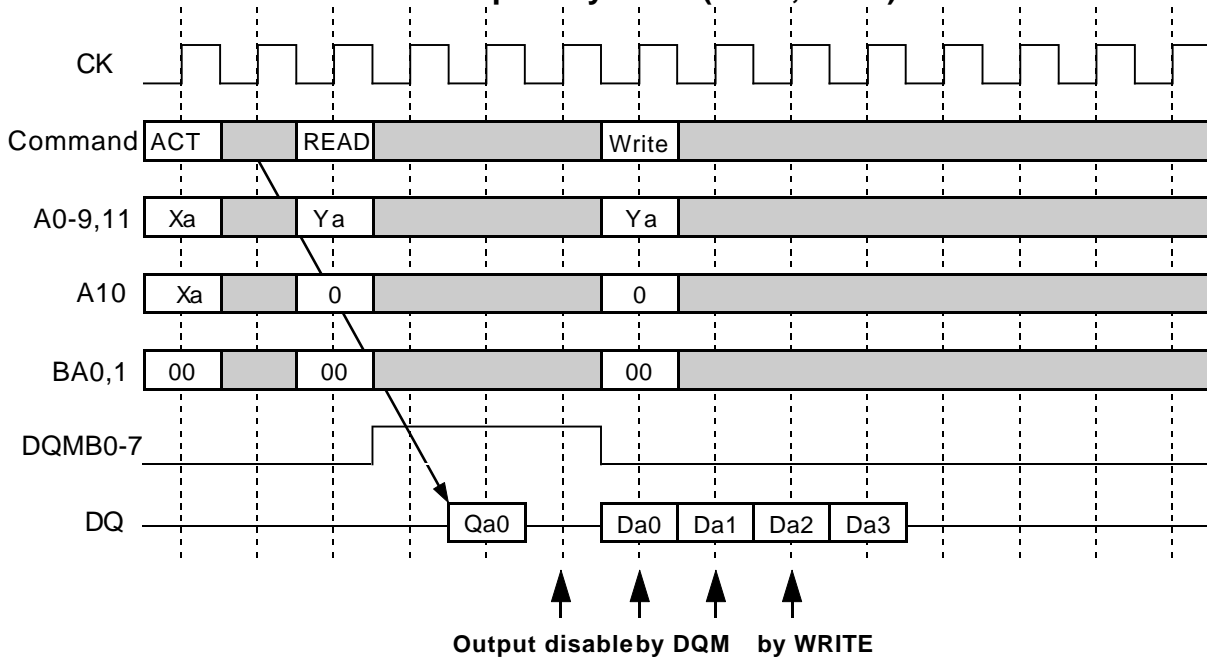 CK
Command ACT READ Write
A0-9,11 Xa Ya Ya
A10 Xa 0 0
BA0,1 00 00 00
DQMB0-7
DQ Qa0 Da0 Da1 Da2 Da3
Output disable by DQM by WRITE